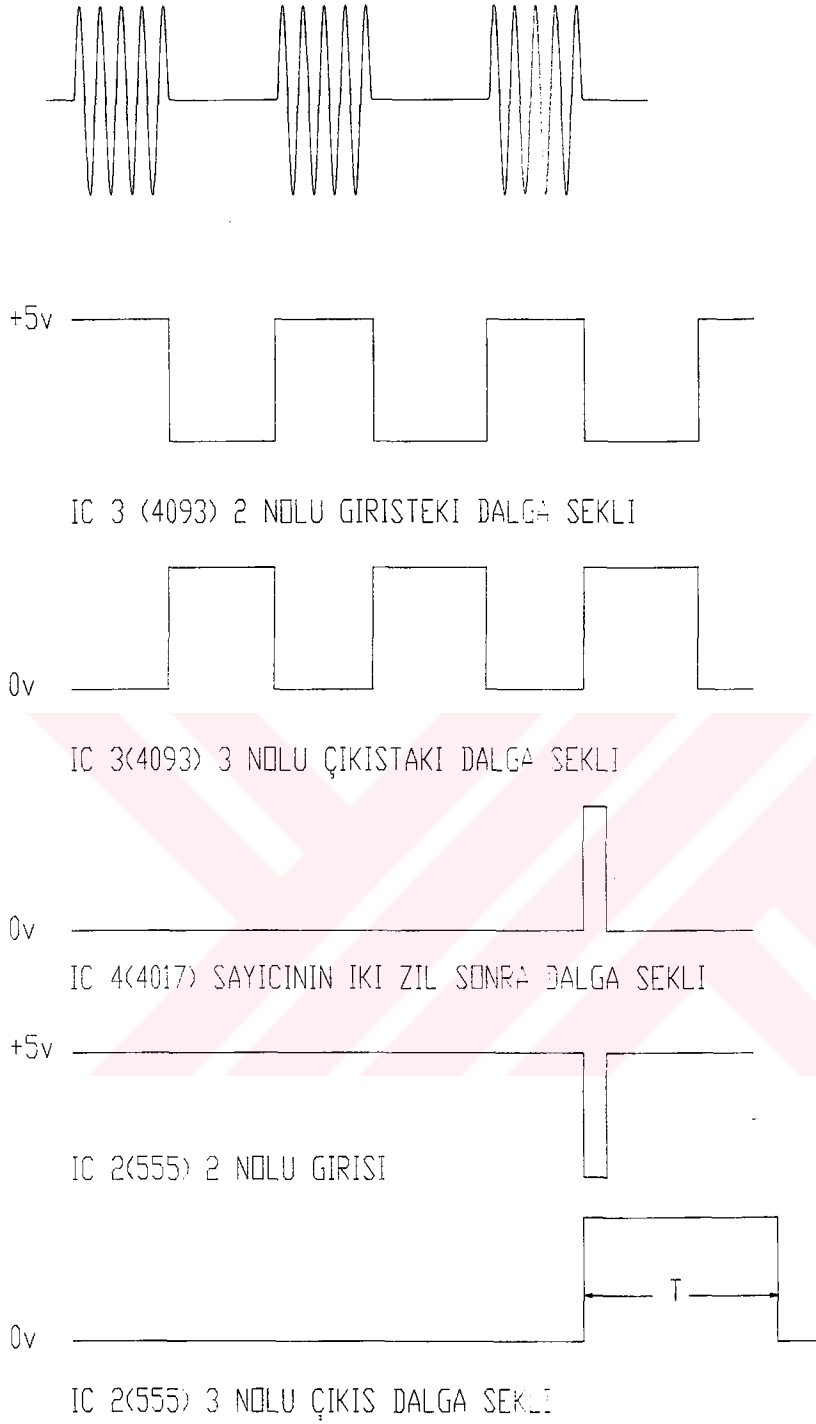 +5v
IC 3 (4093) 2 NOLU GIRISTEKI DALGA SEKLI
0v
IC 3(4093) 3 NOLU ÇIKISTAKI DALGA SEKLI
0v
IC 4(4017) SAYICININ IKI ZIL SONRA DALGA SEKLI
+5v
IC 2(555) 2 NOLU GIRISI
T
0v
IC 2(555) 3 NOLU ÇIKIS DALGA SEKLI